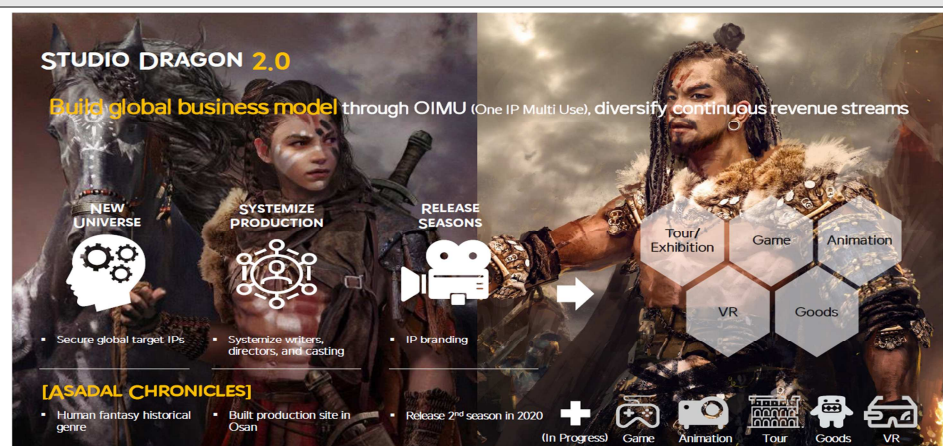 STUDIO DRAGON 2.0
Build global business model through OIMU (One IP Multi Use), diversify continuous revenue streams
NEW
UNIVERSE
SYSTEMIZE
PRODUCTION
RELEASE
SEASONS
Tour/
Exhibition
Game
Animation
VR
Goods
▪ Secure global target IPs
▪ Systemize writers,
directors, and casting
▪ IP branding
[ASADAL CHRONICLES]
▪ Human fantasy historical
genre
▪ Built production site in
Osan
▪ Release 2nd season in 2020
(In Progress)
Game
Animation
Tour
Goods
VR